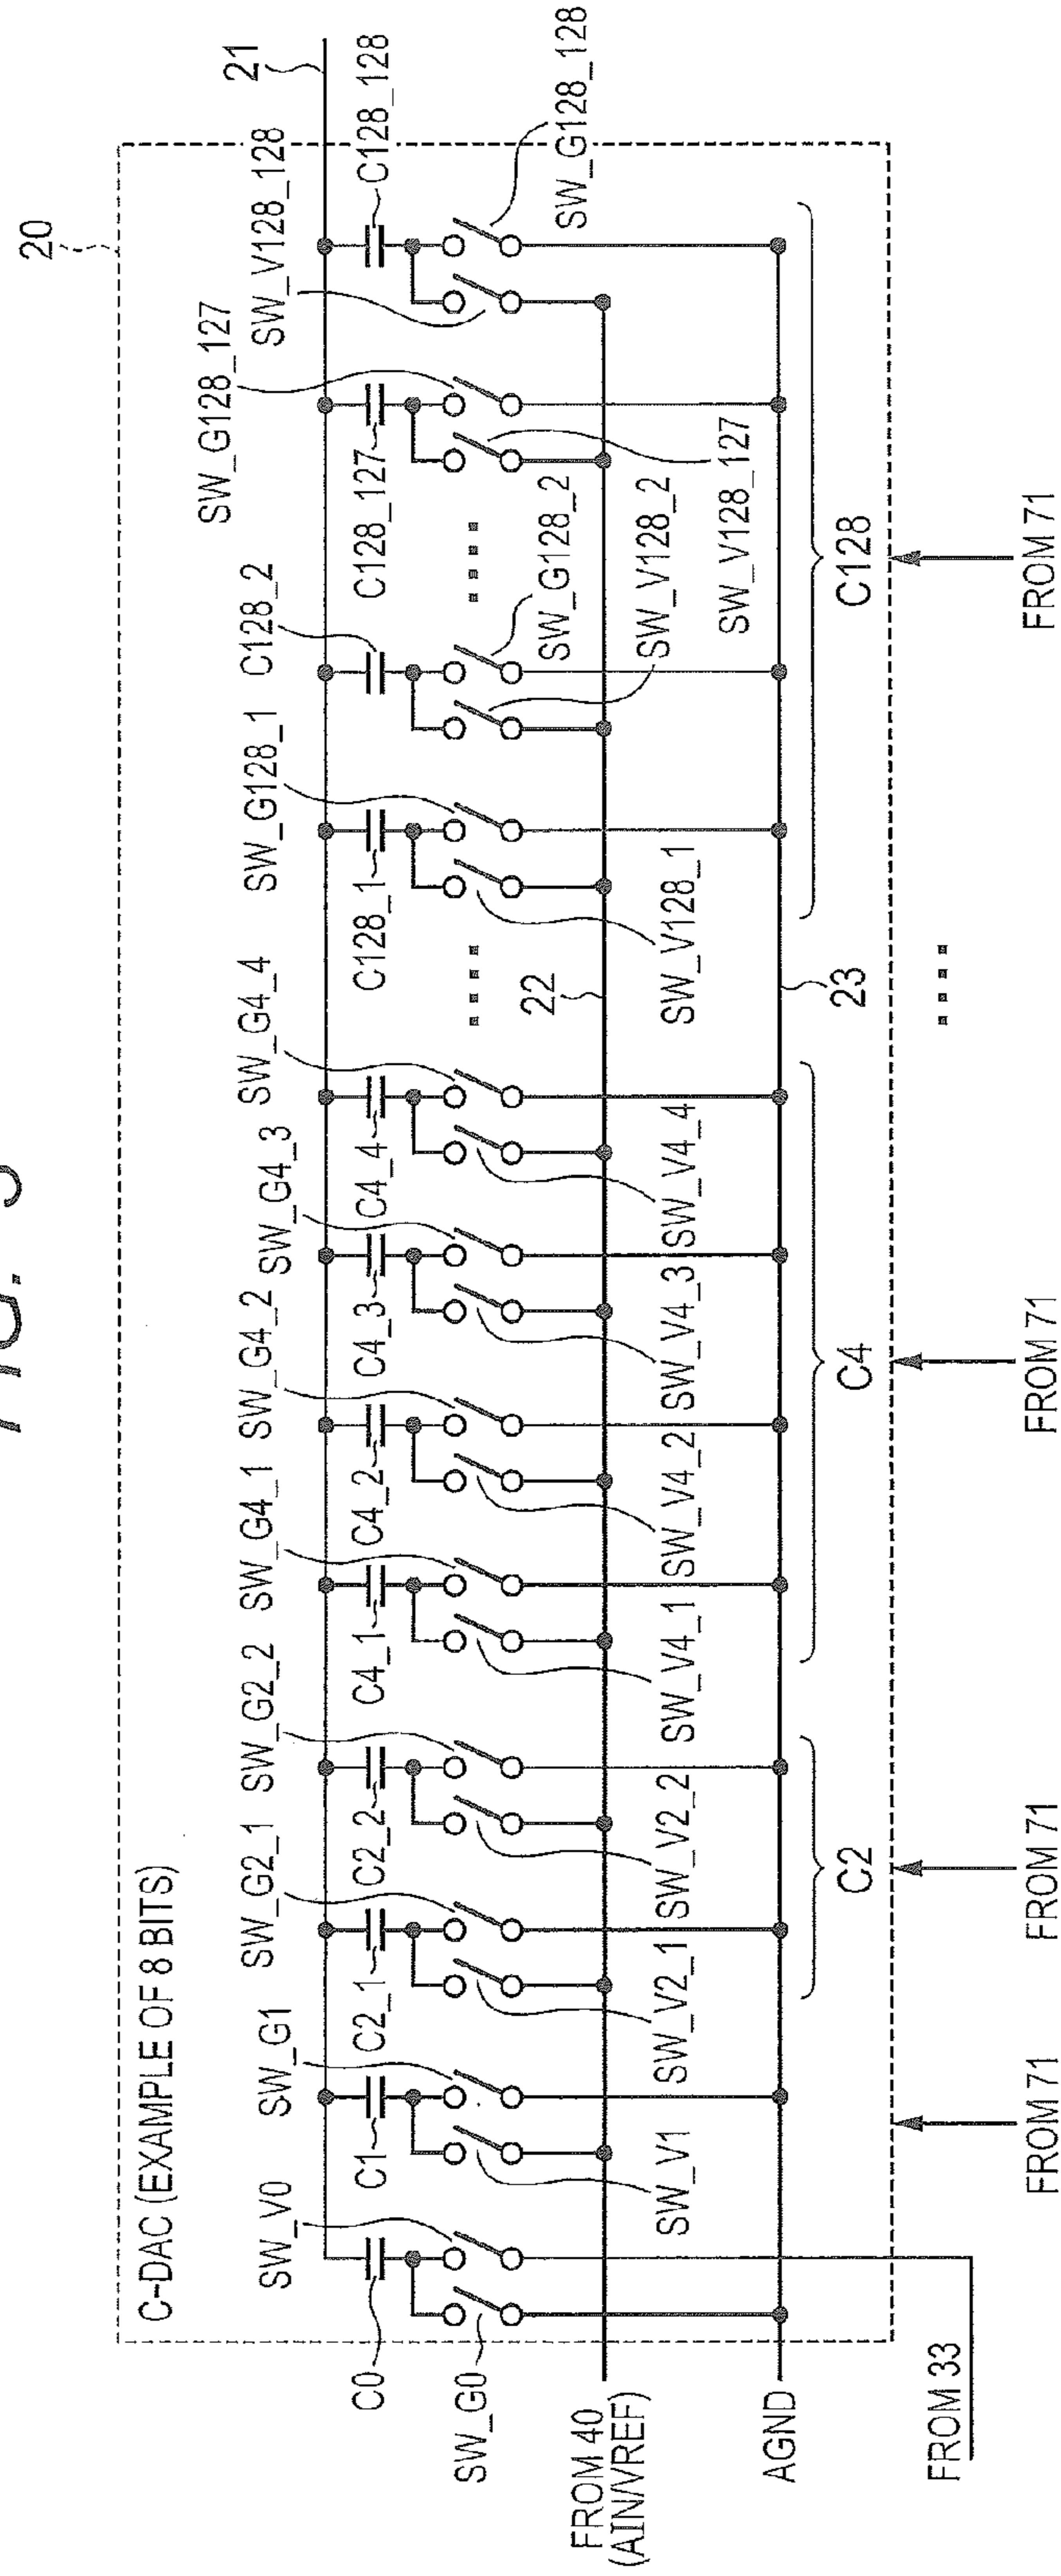 FIG.
20
C-DAC (EXAMPLE OF 8 BITS)
21
SW_V0
SW_G1
SW_G2_1
SW_G2_2
SW_G4_1
SW_G4_2
SW_G4_3
SW_G4_4
SW_G128_1
C128_2
SW_G128_127
SW_V128_128
C128_128
C0
C1
C2_1
C2_2
C4_1
C4_2
C4_3
C4_4
C128_1
C128_127
SW_G0
SW_G128_2
SW_G128_128
22
FROM 40
(AIN/VREF)
SW_V1
SW_V2_1
SW_V2_2
SW_V4_1
SW_V4_2
SW_V4_3
SW_V4_4
SW_V128_1
SW_V128_2
SW_V128_127
AGND
23
C2
C4
C128
FROM 33
FROM 71
FROM 71
FROM 71
FROM 71